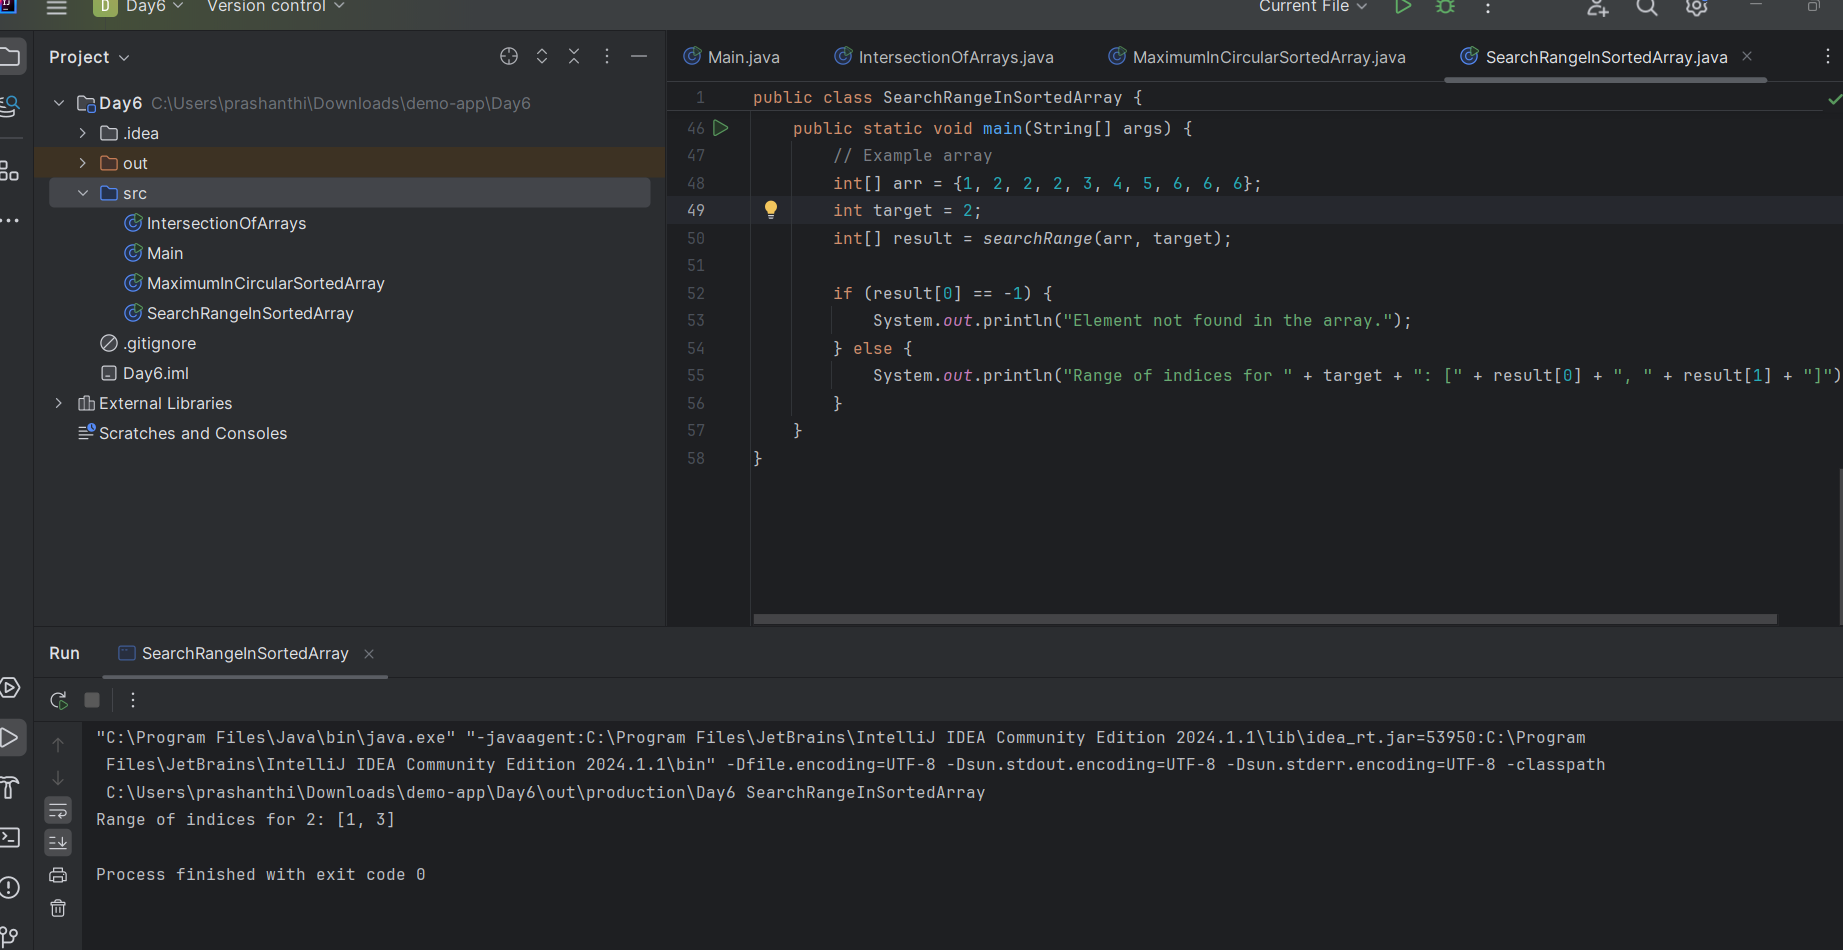 D Day6 Version control Current File
Project
Main.java IntersectionOfArrays.java MaximumInCircularSortedArray.java SearchRangeInSortedArray.java
Day6 C:\Users\prashanthi\Downloads\demo-app\Day6
.idea
out
src
IntersectionOfArrays
Main
MaximumInCircularSortedArray
SearchRangeInSortedArray
.gitignore
Day6.iml
External Libraries
Scratches and Consoles
1 public class SearchRangeInSortedArray {
46 public static void main(String[] args) {
47 // Example array
48 int[] arr = {1, 2, 2, 2, 3, 4, 5, 6, 6, 6};
49 int target = 2;
50 int[] result = searchRange(arr, target);
51
52 if (result[0] == -1) {
53 System.out.println("Element not found in the array.");
54 } else {
55 System.out.println("Range of indices for " + target + ": [" + result[0] + ", " + result[1] + "]")
56 }
57 }
58 }
Run SearchRangeInSortedArray
"C:\Program Files\Java\bin\java.exe" "-javaagent:C:\Program Files\JetBrains\IntelliJ IDEA Community Edition 2024.1.1\lib\idea_rt.jar=53950:C:\Program
Files\JetBrains\IntelliJ IDEA Community Edition 2024.1.1\bin" -Dfile.encoding=UTF-8 -Dsun.stdout.encoding=UTF-8 -Dsun.stderr.encoding=UTF-8 -classpath
C:\Users\prashanthi\Downloads\demo-app\Day6\out\production\Day6 SearchRangeInSortedArray
Range of indices for 2: [1, 3]
Process finished with exit code 0